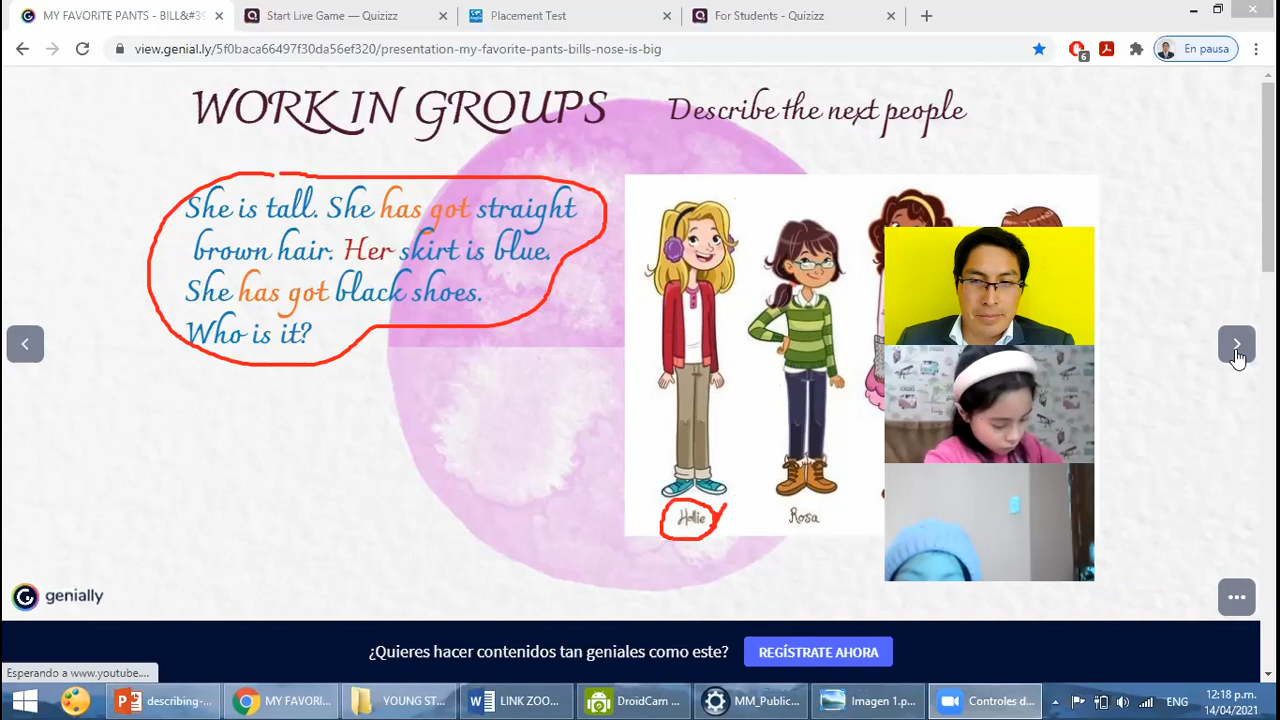 MY FAVORITE PANTS - BILL&#39
Start Live Game — Quizizz
Placement Test
For Students - Quizizz
view.genial.ly/5f0baca66497f30da56ef320/presentation-my-favorite-pants-bills-nose-is-big
6
En pausa
WORK IN GROUPS
Describe the next people
She is tall. She has got straight
brown hair. Her skirt is blue.
She has got black shoes.
Who is it?
Hollie
Rosa
genially
¿Quieres hacer contenidos tan geniales como este?
REGÍSTRATE AHORA
Esperando a www.youtube....
describing-...
MY FAVORI...
YOUNG ST...
LINK ZOO...
DroidCam ...
MM_Public...
Imagen 1.p...
Controles d...
ENG
12:18 p.m.
14/04/2021